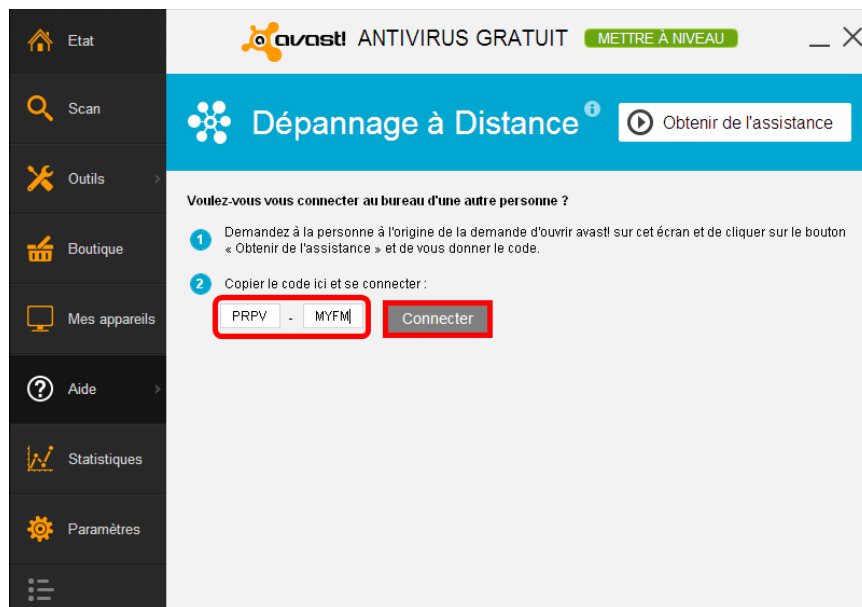 Etat
avast! ANTIVIRUS GRATUIT METTRE À NIVEAU
Scan
Dépannage à Distance
Obtenir de l'assistance
Outils
Voulez-vous vous connecter au bureau d'une autre personne ?
1 Demandez à la personne à l'origine de la demande d'ouvrir avast! sur cet écran et de cliquer sur le bouton
« Obtenir de l'assistance » et de vous donner le code.
Boutique
2 Copier le code ici et se connecter :
Mes appareils
PRPV - MYFM
Connecter
Aide
Statistiques
Paramètres